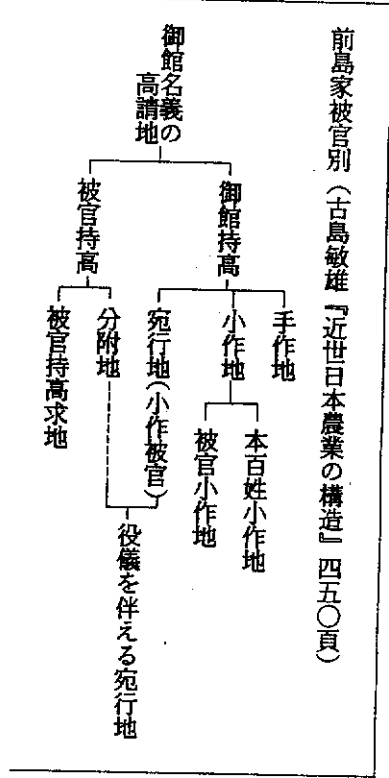 前島家被官別（古島敏雄『近世日本農業の構造』四五〇頁）
御館名義の
高請地
御館持高
手作地
小作地
本百姓小作地
被官小作地
宛行地（小作被官）
被官持高
分附地
被官持高求地
役儀を伴える宛行地